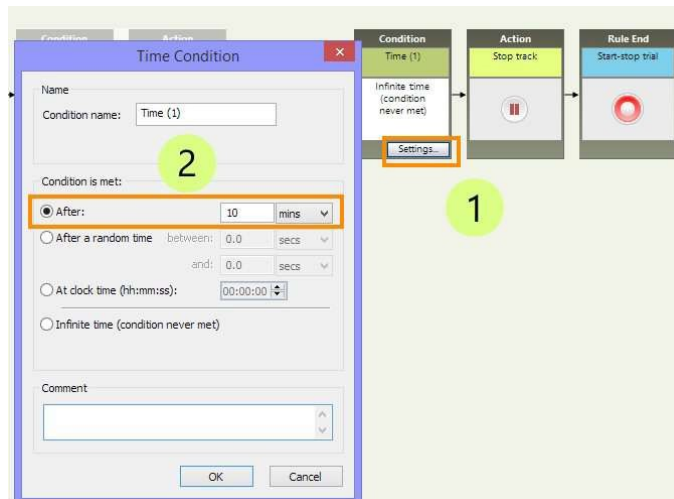 Condition
Action
Condition
Action
Rule End
Time (1)
Stop track
Start-stop trial
Infinite time
(condition
never met)
Settings...
1
Time Condition
x
Name
Condition name: Time (1)
2
Condition is met:
After: 10 mins
After a random time between: 0.0 secs
and: 0.0 secs
At clock time (hh:mm:ss): 00:00:00
Infinite time (condition never met)
Comment
OK Cancel